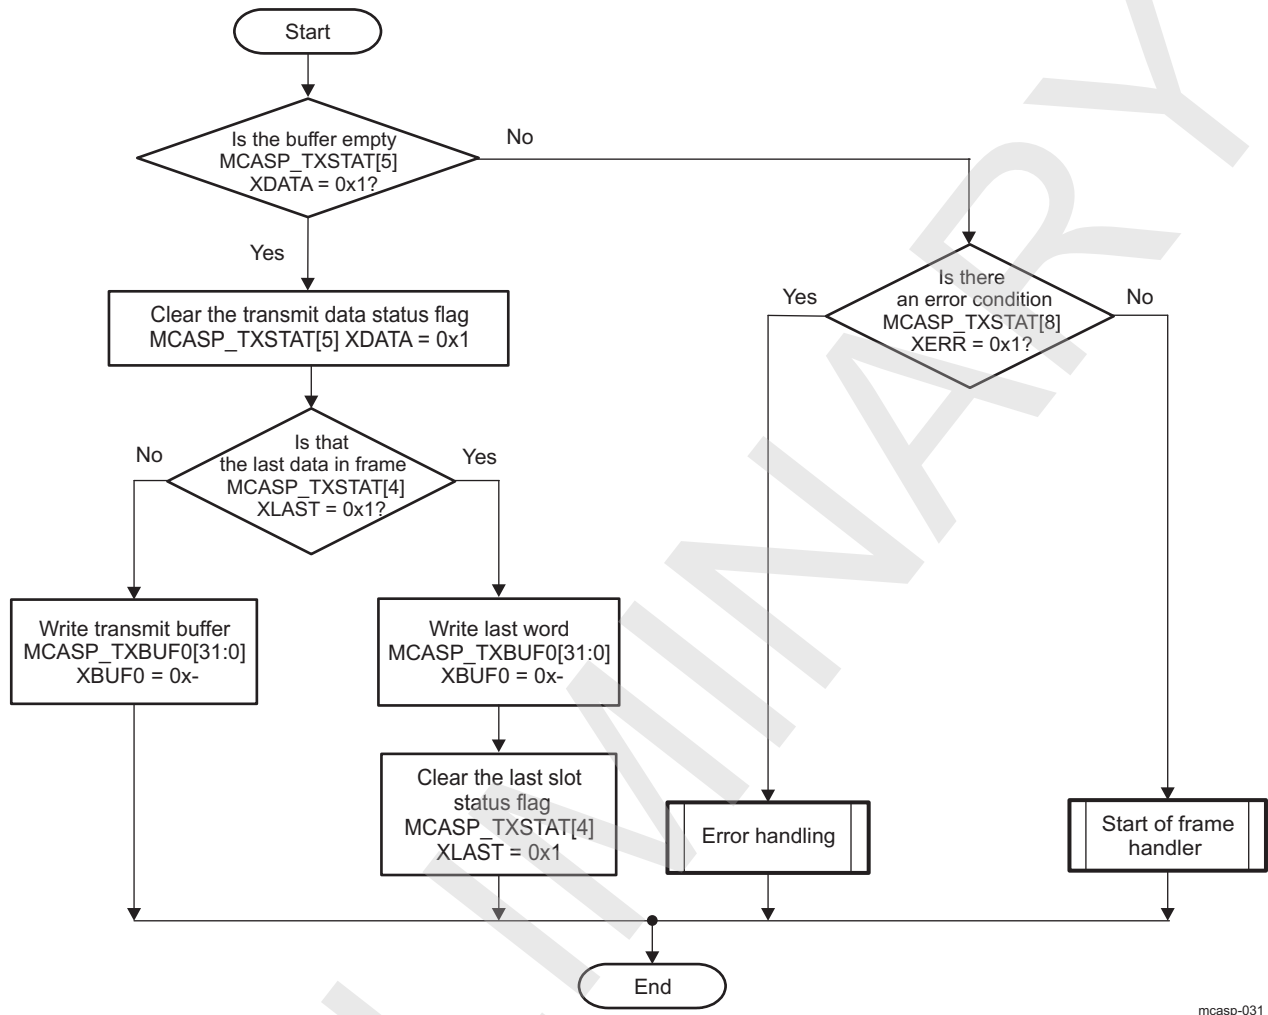 Start
Is the buffer empty
MCASP_TXSTAT[5]
XDATA = 0x1?
No
Yes
Clear the transmit data status flag
MCASP_TXSTAT[5] XDATA = 0x1
Is that
the last data in frame
MCASP_TXSTAT[4]
XLAST = 0x1?
No
Yes
Write transmit buffer
MCASP_TXBUF0[31:0]
XBUF0 = 0x-
Write last word
MCASP_TXBUF0[31:0]
XBUF0 = 0x-
Clear the last slot
status flag
MCASP_TXSTAT[4]
XLAST = 0x1
Is there
an error condition
MCASP_TXSTAT[8]
XERR = 0x1?
Yes
No
Error handling
Start of frame
handler
End
mcasp-031
IMINARY